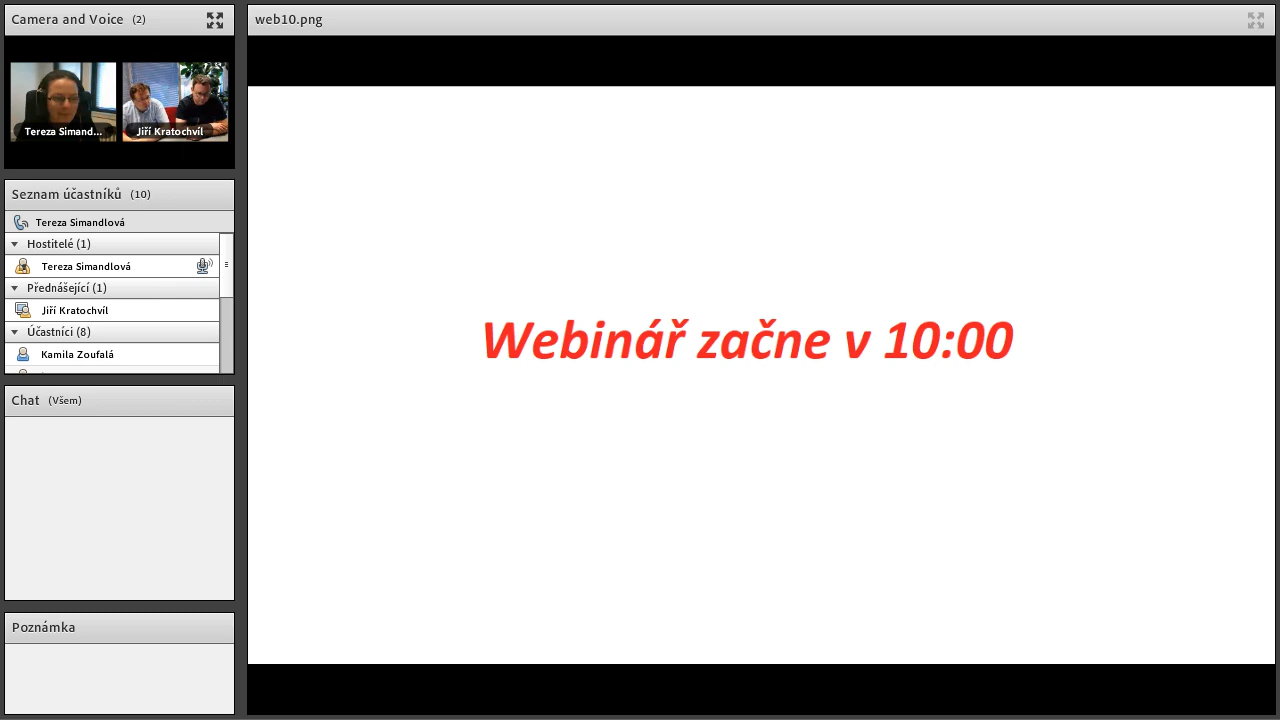 Camera and Voice (2)
Tereza Simand...
Jiří Kratochvíl
Seznam účastníků (10)
Tereza Simandlová
Hostitelé (1)
Tereza Simandlová
Přednášející (1)
Jiří Kratochvíl
Účastníci (8)
Kamila Zoufalá
Chat (Všem)
Poznámka
web10.png
Webinář začne v 10:00